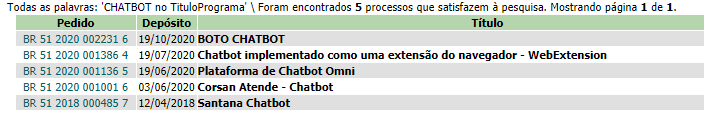 Todas as palavras: 'CHATBOT no TituloPrograma' \ Foram encontrados 5 processos que satisfazem à pesquisa. Mostrando página 1 de 1.
Pedido Depósito Título
BR 51 2020 002231 6 19/10/2020 BOTO CHATBOT
BR 51 2020 001386 4 19/07/2020 Chatbot implementado como uma extensão do navegador - WebExtension
BR 51 2020 001136 5 19/06/2020 Plataforma de Chatbot Omni
BR 51 2020 001001 6 03/06/2020 Corsan Atende - Chatbot
BR 51 2018 000485 7 12/04/2018 Santana Chatbot